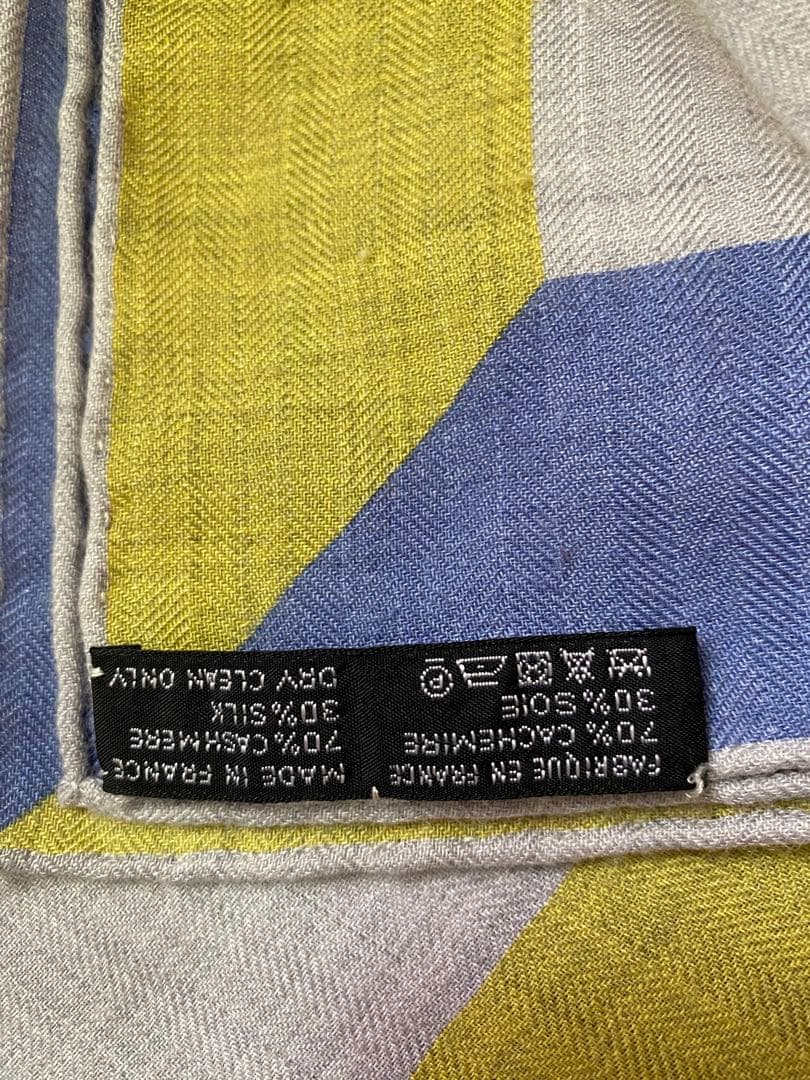 FABRIQUE EN FRANCE
70% CACHEMIRE
30% SOIE
MADE IN FRANCE
70% CASHMERE
30% SILK
DRY CLEAN ONLY
P